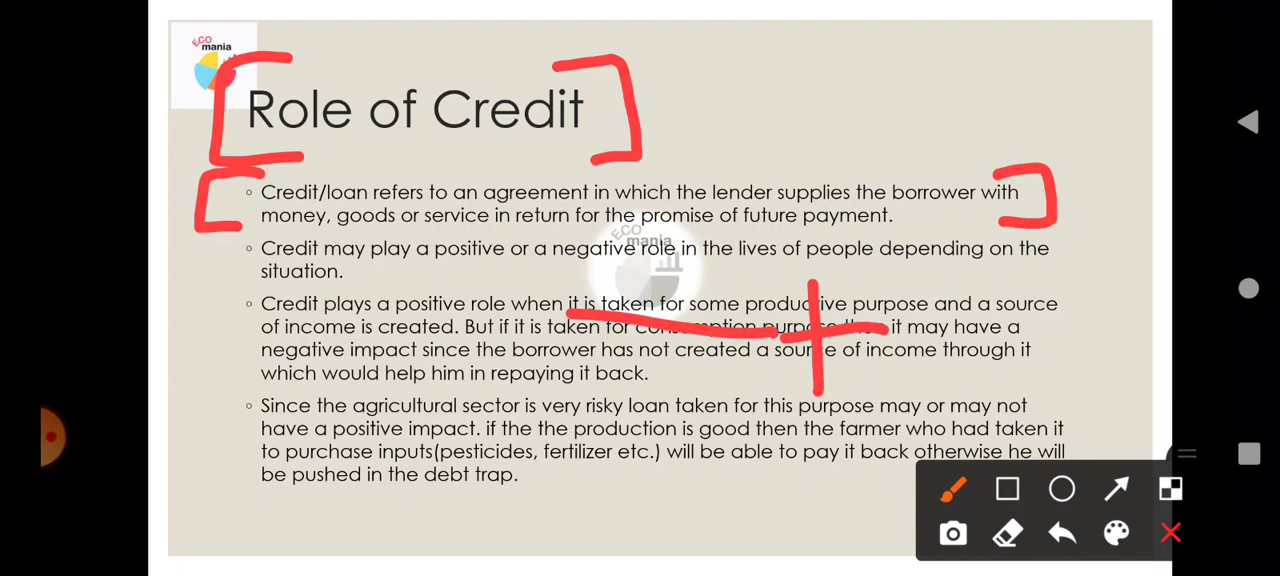 ECO
mania
Role of Credit
◦ Credit/loan refers to an agreement in which the lender supplies the borrower with
money, goods or service in return for the promise of future payment.
◦ Credit may play a positive or a negative role in the lives of people depending on the
situation.
◦ Credit plays a positive role when it is taken for some productive purpose and a source
of income is created. But if it is taken for consumption purpose then it may have a
negative impact since the borrower has not created a source of income through it
which would help him in repaying it back.
◦ Since the agricultural sector is very risky loan taken for this purpose may or may not
have a positive impact. if the the production is good then the farmer who had taken it
to purchase inputs(pesticides, fertilizer etc.) will be able to pay it back otherwise he will
be pushed in the debt trap.
ECO
mania